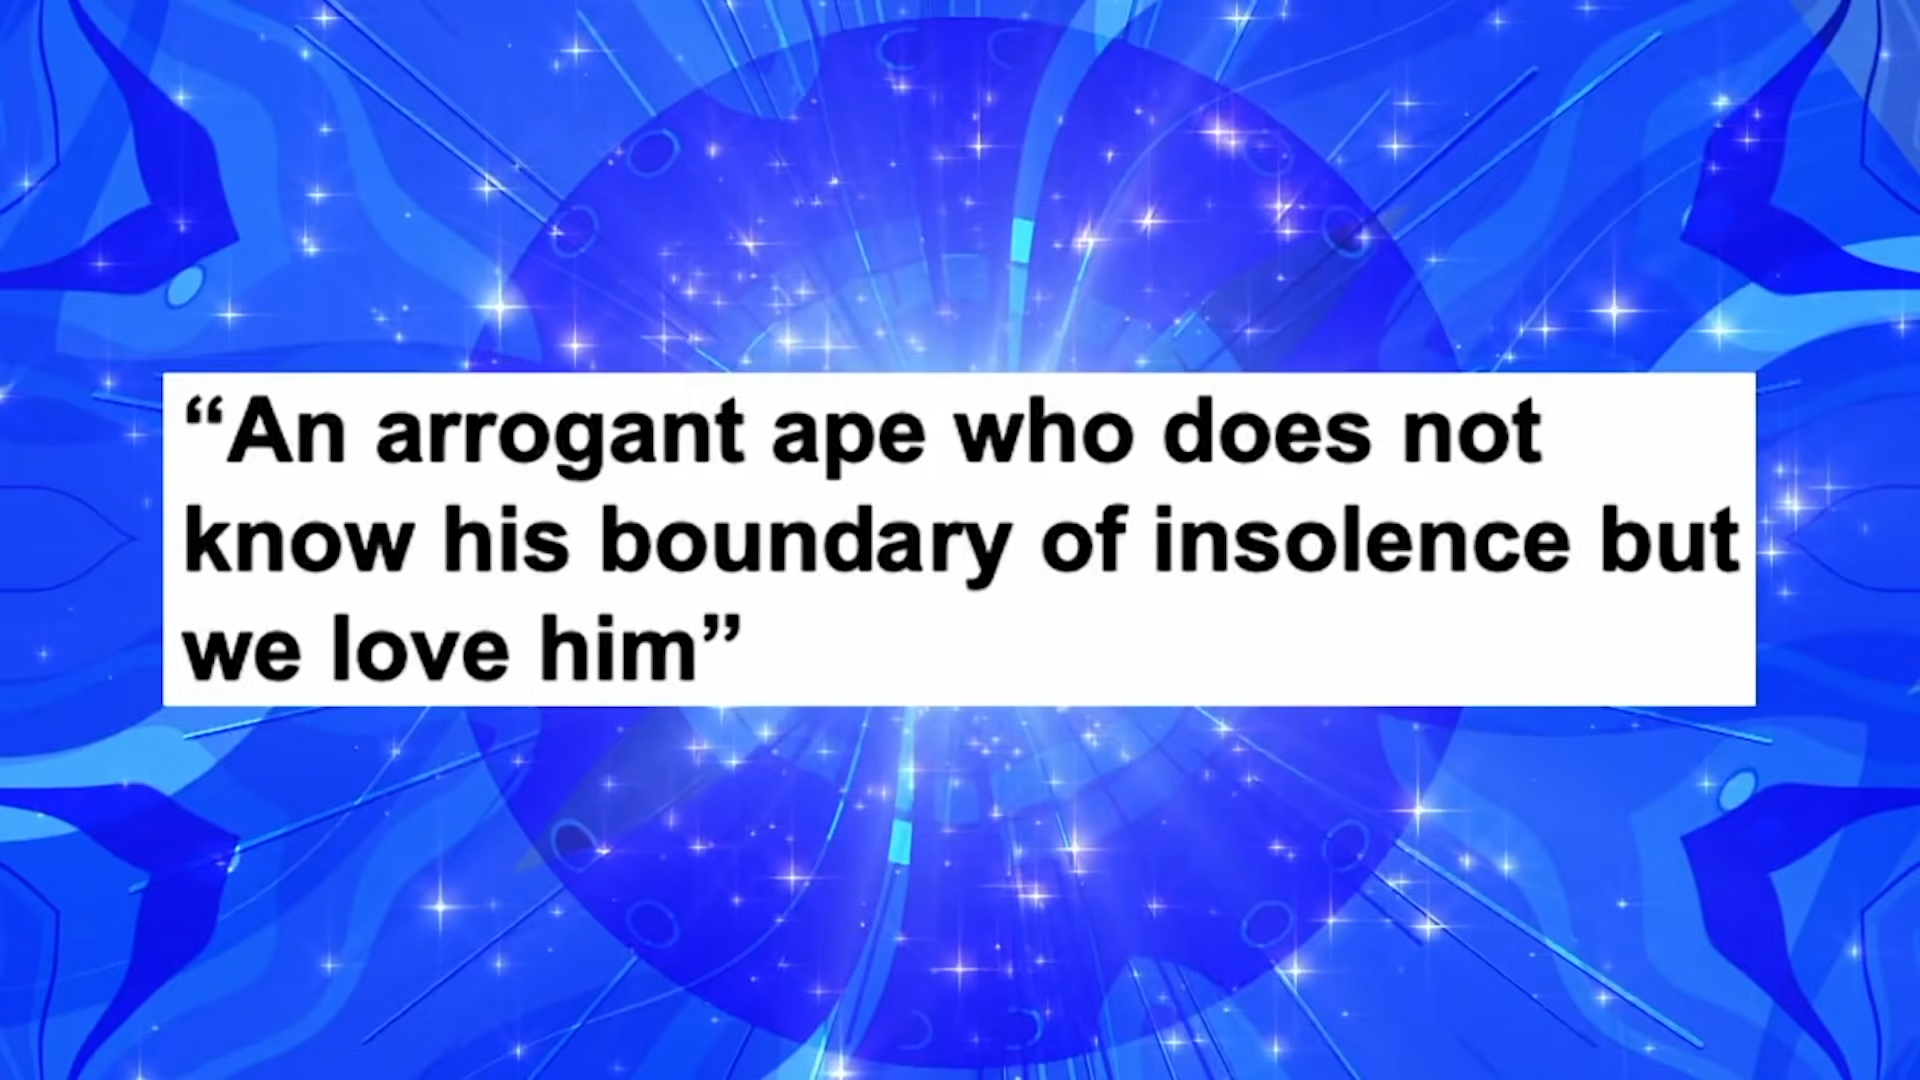 “An arrogant ape who does not
know his boundary of insolence but
we love him”